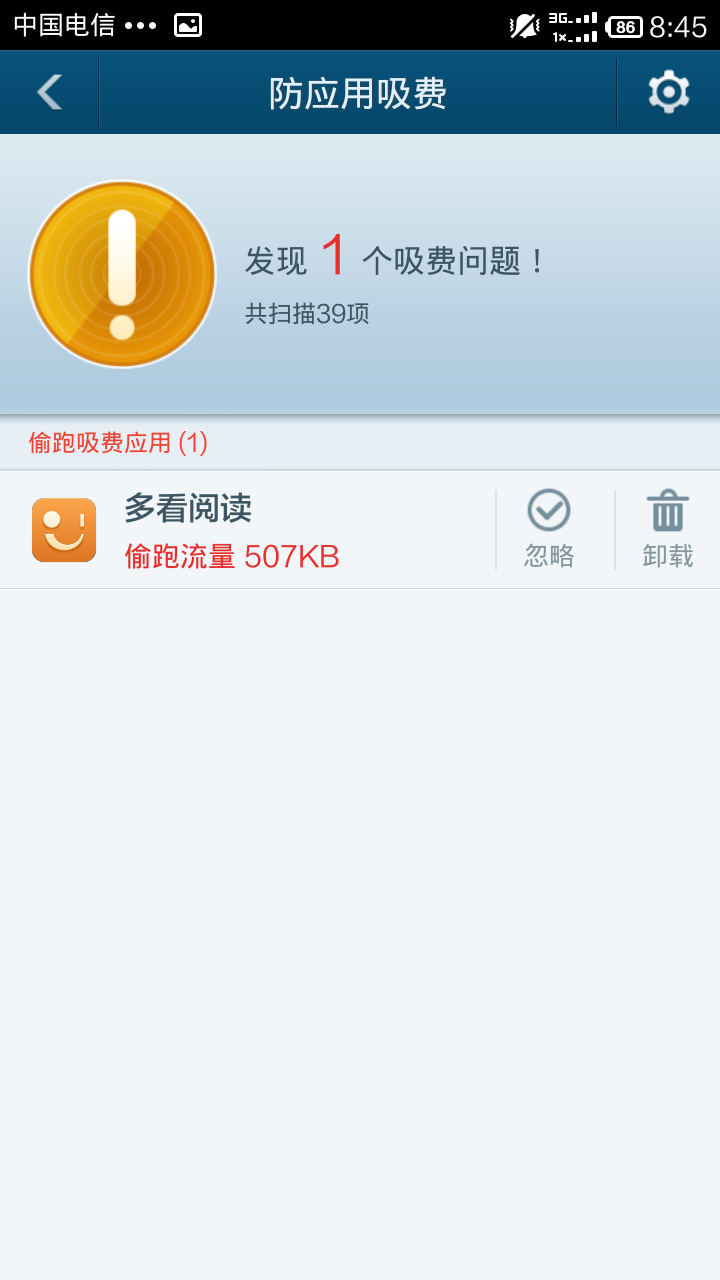 中国电信 ••• 3G 1x 86 8:45
防应用吸费
发现 1 个吸费问题！
共扫描39项
偷跑吸费应用 (1)
多看阅读
偷跑流量 507KB
忽略
卸载